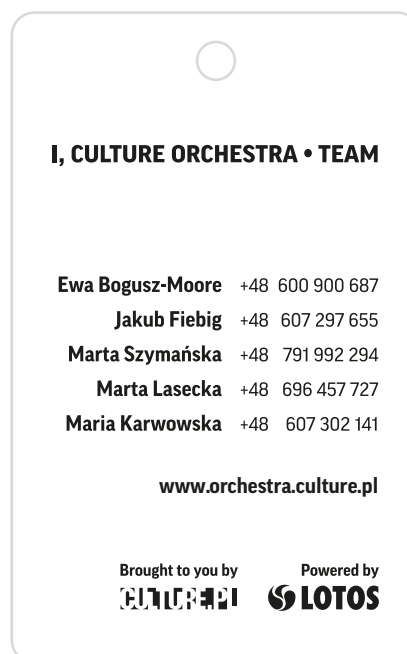 I, CULTURE ORCHESTRA • TEAM
Ewa Bogusz-Moore +48 600 900 687
Jakub Fiebig +48 607 297 655
Marta Szymańska +48 791 992 294
Marta Lasecka +48 696 457 727
Maria Karwowska +48 607 302 141
www.orchestra.culture.pl
Brought to you by Powered by
CULTURE.PL LOTOS